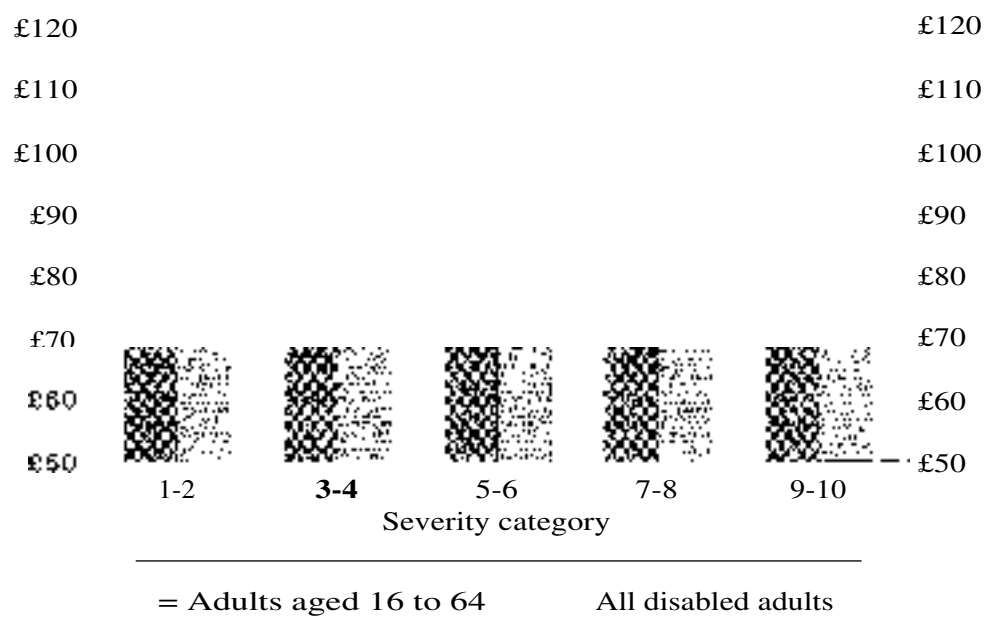 £120 £120
£110 £110
£100 £100
£90 £90
£80 £80
£70 £70
£60 £60
£50 £50
1-2 3-4 5-6 7-8 9-10
Severity category
= Adults aged 16 to 64 All disabled adults